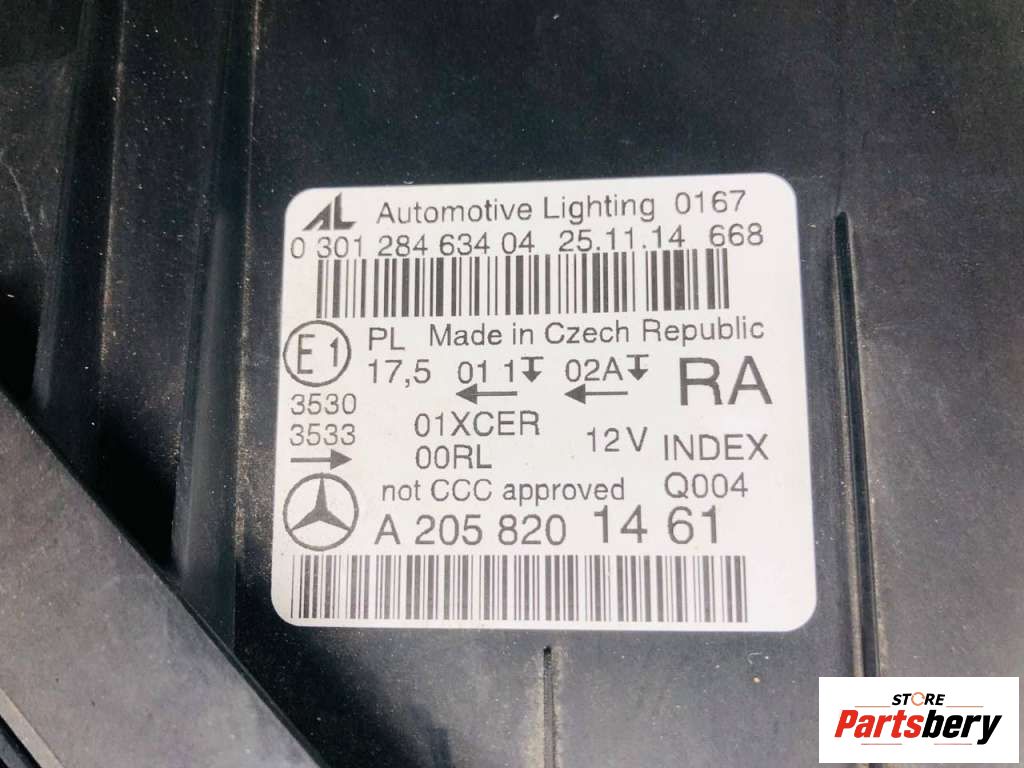 AL Automotive Lighting 0167
0 301 284 634 04 25.11.14 668
E1 PL Made in Czech Republic
17,5 01 1 02A RA
3530
3533 01XCER 12V INDEX
00RL
not CCC approved Q004
A 205 820 14 61
STORE
Partsbery